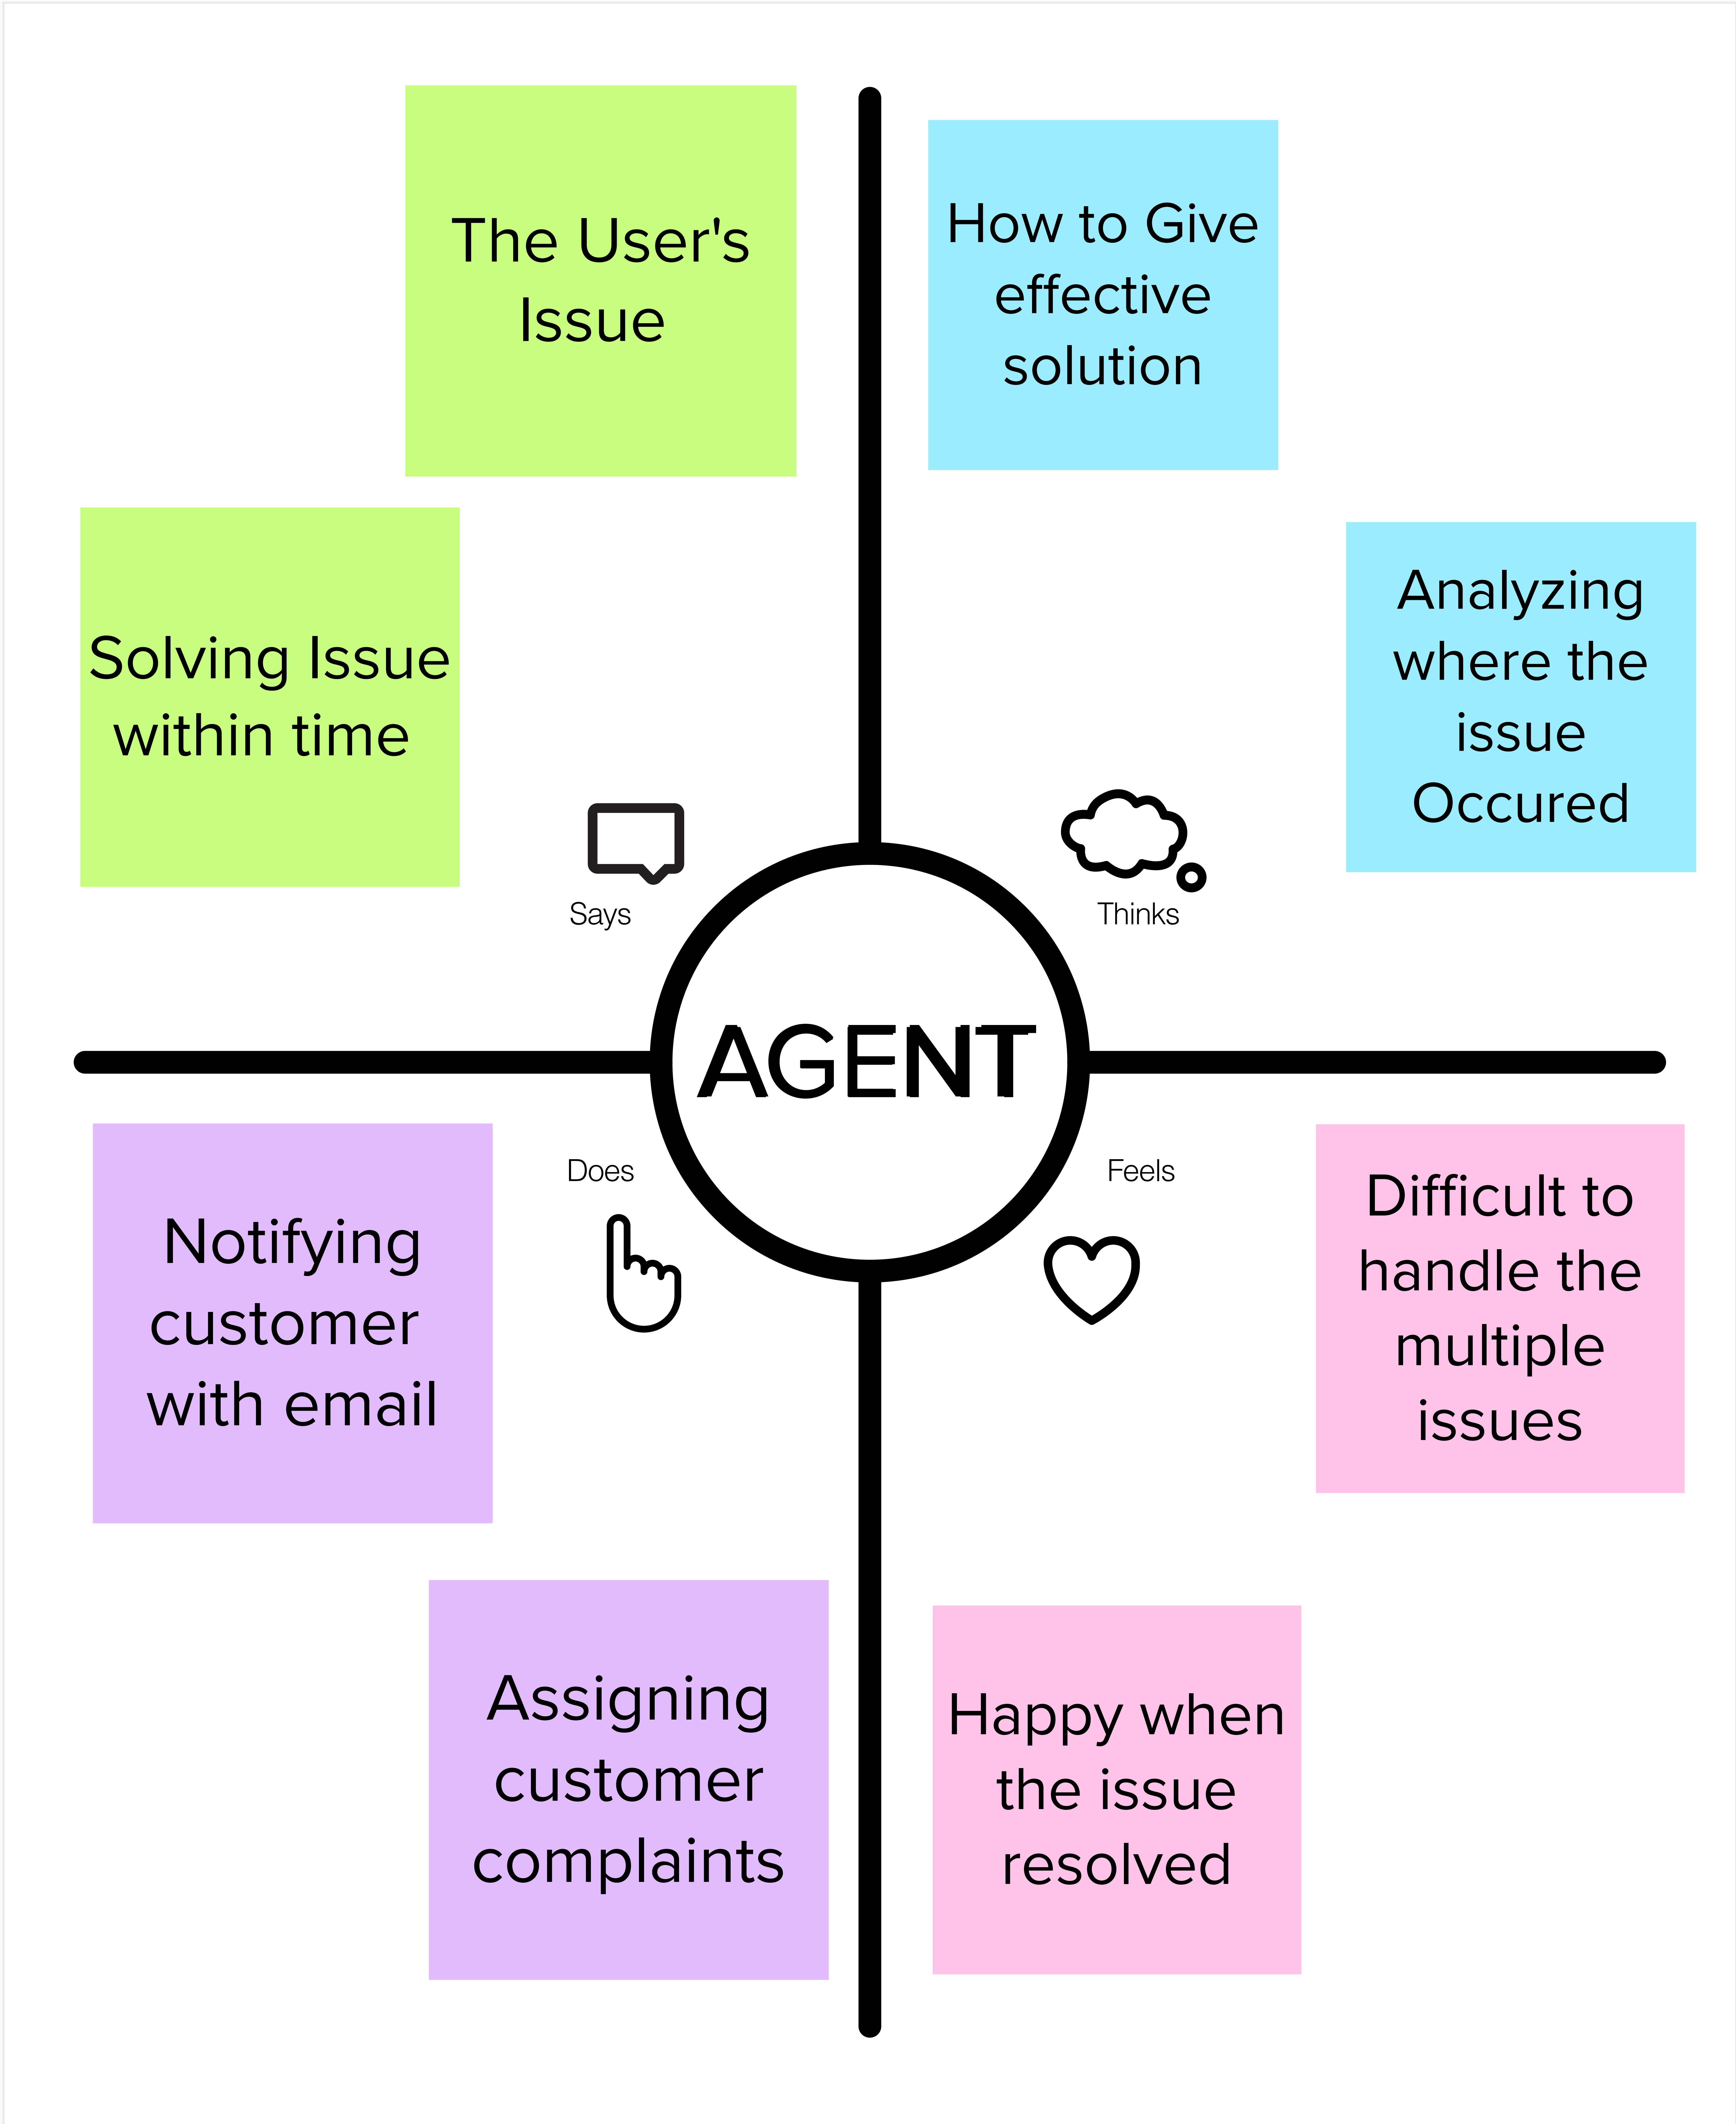 The User's
Issue
How to Give
effective
solution
Solving Issue
within time
Analyzing
where the
issue
Occured
Says
Thinks
AGENT
Does
Feels
Notifying
customer
with email
Difficult to
handle the
multiple
issues
Assigning
customer
complaints
Happy when
the issue
resolved